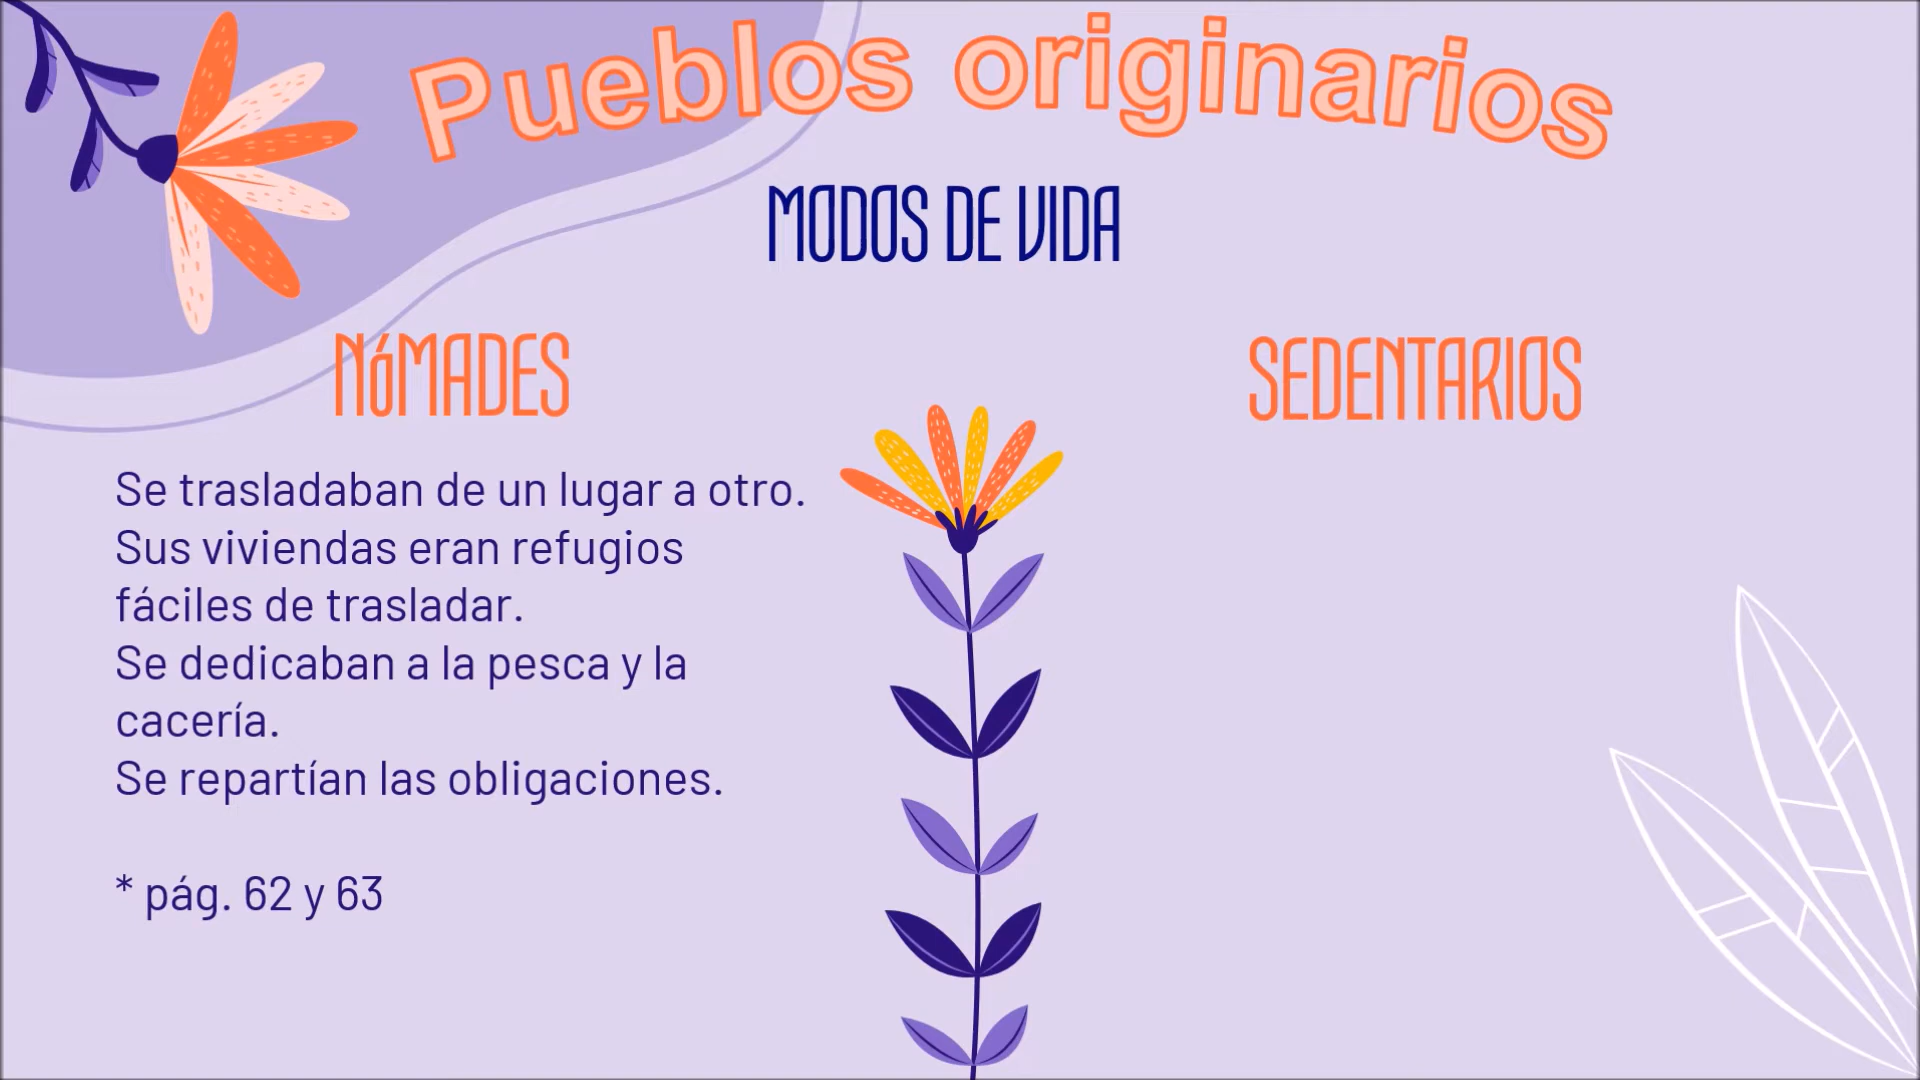 Pueblos originarios
MODOS DE VIDA
NóMADES
SEDENTARIOS
Se trasladaban de un lugar a otro.
Sus viviendas eran refugios
fáciles de trasladar.
Se dedicaban a la pesca y la
cacería.
Se repartían las obligaciones.
* pág. 62 y 63